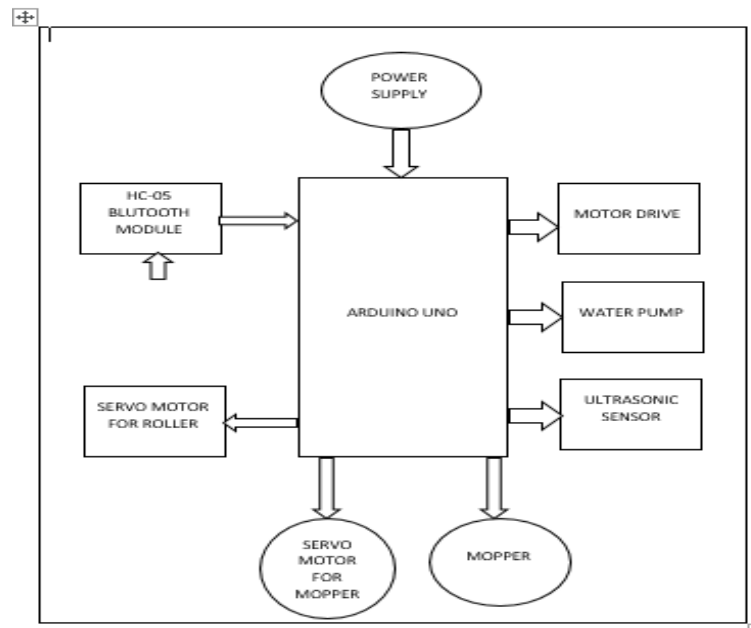 POWER
SUPPLY
HC-05
BLUTOOTH
MODULE
MOTOR DRIVE
ARDUINO UNO
WATER PUMP
SERVO MOTOR
FOR ROLLER
ULTRASONIC
SENSOR
SERVO
MOTOR
FOR
MOPPER
MOPPER